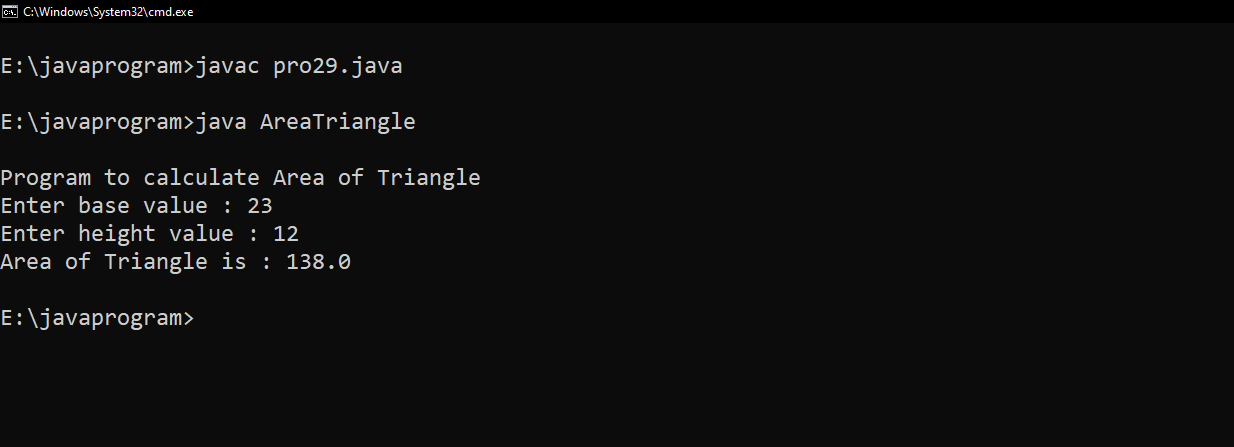 C:\Windows\System32\cmd.exe
E:\javaprogram>javac pro29.java
E:\javaprogram>java AreaTriangle
Program to calculate Area of Triangle
Enter base value : 23
Enter height value : 12
Area of Triangle is : 138.0
E:\javaprogram>